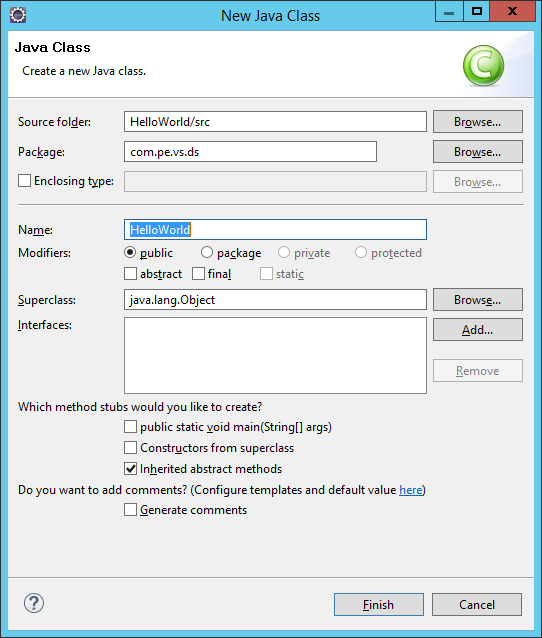 New Java Class
Java Class
Create a new Java class.
C
Source folder: HelloWorld/src Browse...
Package: com.pe.vs.ds Browse...
Enclosing type: Browse...
Name: HelloWorld
Modifiers: public package private protected
abstract final static
Superclass: java.lang.Object Browse...
Interfaces: Add...
Remove
Which method stubs would you like to create?
public static void main(String[] args)
Constructors from superclass
Inherited abstract methods
Do you want to add comments? (Configure templates and default value here)
Generate comments
? Finish Cancel